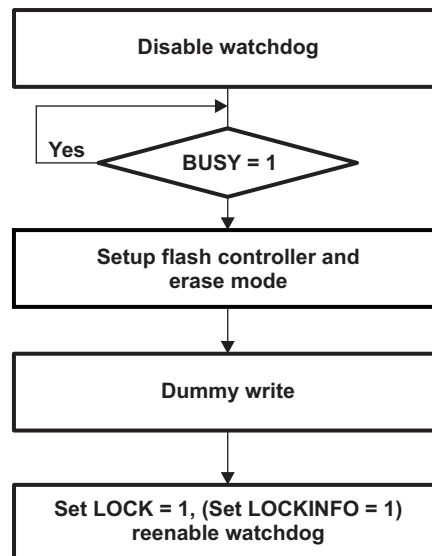 Disable watchdog
Yes
BUSY = 1
Setup flash controller and
erase mode
Dummy write
Set LOCK = 1, (Set LOCKINFO = 1)
reenable watchdog